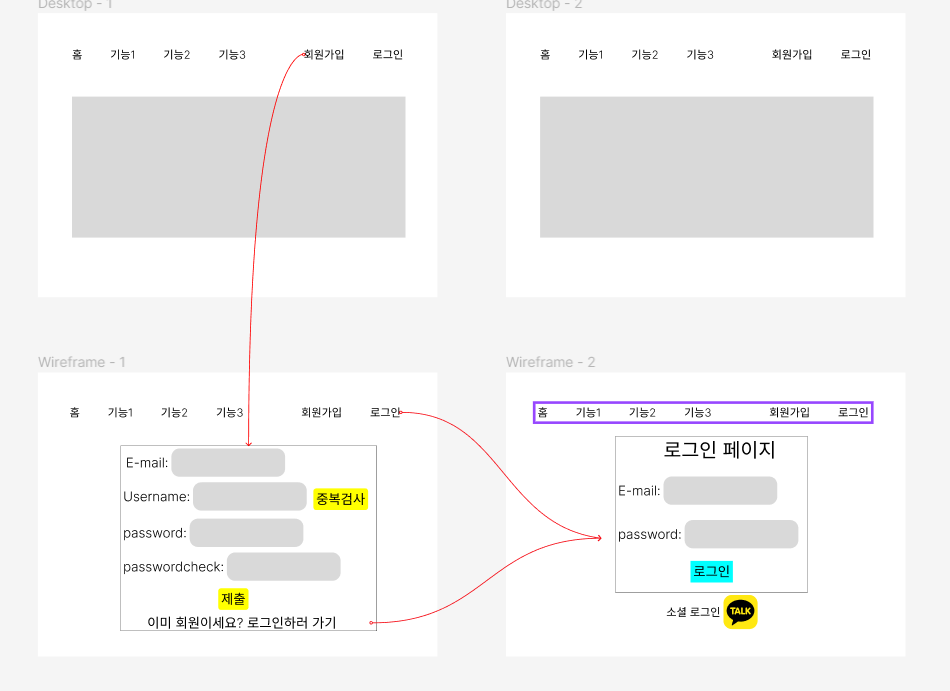 Desktop - 1
홈 기능1 기능2 기능3 회원가입 로그인
Desktop - 2
홈 기능1 기능2 기능3 회원가입 로그인
Wireframe - 1
홈 기능1 기능2 기능3 회원가입 로그인
E-mail:
Username: 중복검사
password:
passwordcheck:
제출
이미 회원이세요? 로그인하러 가기
Wireframe - 2
홈 기능1 기능2 기능3 회원가입 로그인
로그인 페이지
E-mail:
password:
로그인
소셜 로그인 TALK